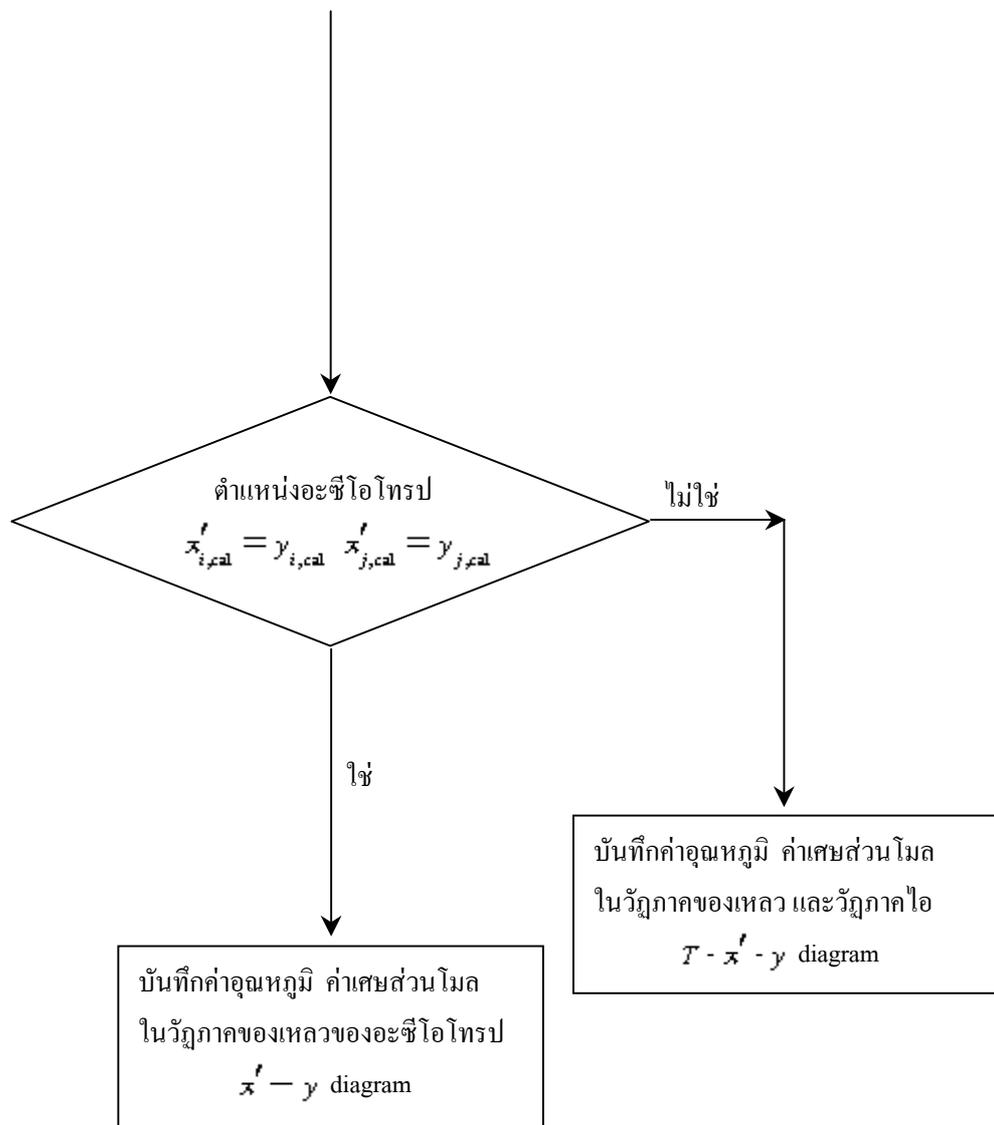 ตำแหน่งอะซีโอโทรป
x′i,cal = yi,cal x′j,cal = yj,cal
ไม่ใช่
ใช่
บันทึกค่าอุณหภูมิ ค่าเศษส่วนโมล
ในวัฏภาคของเหลว และวัฏภาคไอ
T - x′ - y diagram
บันทึกค่าอุณหภูมิ ค่าเศษส่วนโมล
ในวัฏภาคของเหลวของอะซีโอโทรป
x′ − y diagram